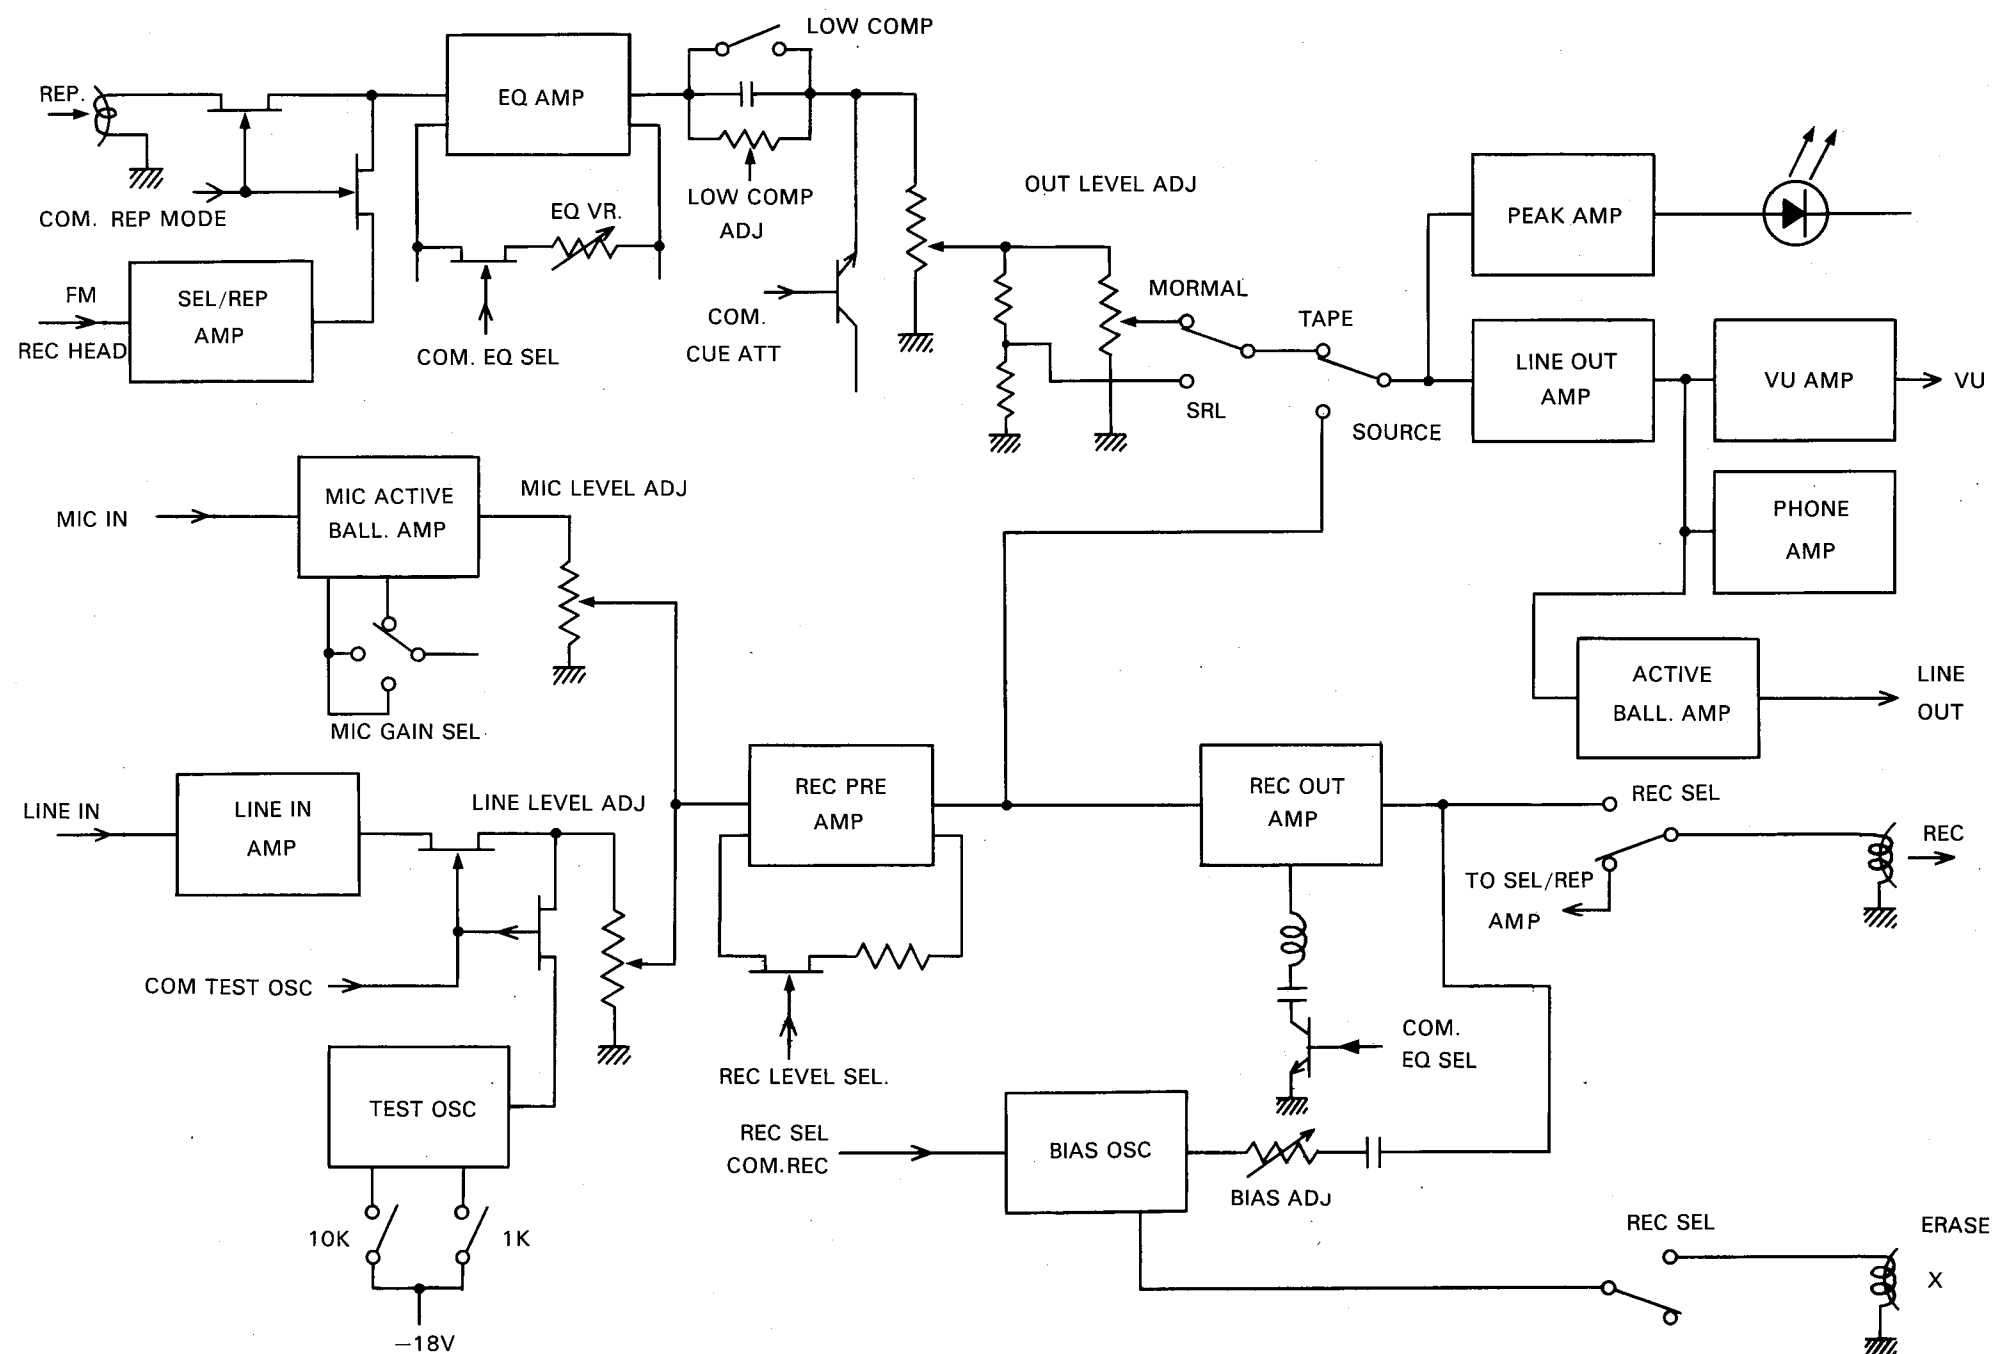 LOW COMP
REP.
EQ AMP
COM. REP MODE
EQ VR.
LOW COMP
ADJ
OUT LEVEL ADJ
PEAK AMP
FM
REC HEAD
SEL/REP
AMP
COM. EQ SEL
COM.
CUE ATT
MORMAL
TAPE
SRL
SOURCE
LINE OUT
AMP
VU AMP
VU
PHONE
AMP
MIC IN
MIC ACTIVE
BALL. AMP
MIC LEVEL ADJ
MIC GAIN SEL.
ACTIVE
BALL. AMP
LINE
OUT
LINE IN
LINE IN
AMP
LINE LEVEL ADJ
REC PRE
AMP
REC OUT
AMP
REC SEL
REC
TO SEL/REP
AMP
COM TEST OSC
REC LEVEL SEL.
COM.
EQ SEL
TEST OSC
REC SEL
COM.REC
BIAS OSC
BIAS ADJ
10K
1K
REC SEL
ERASE
X
−18V